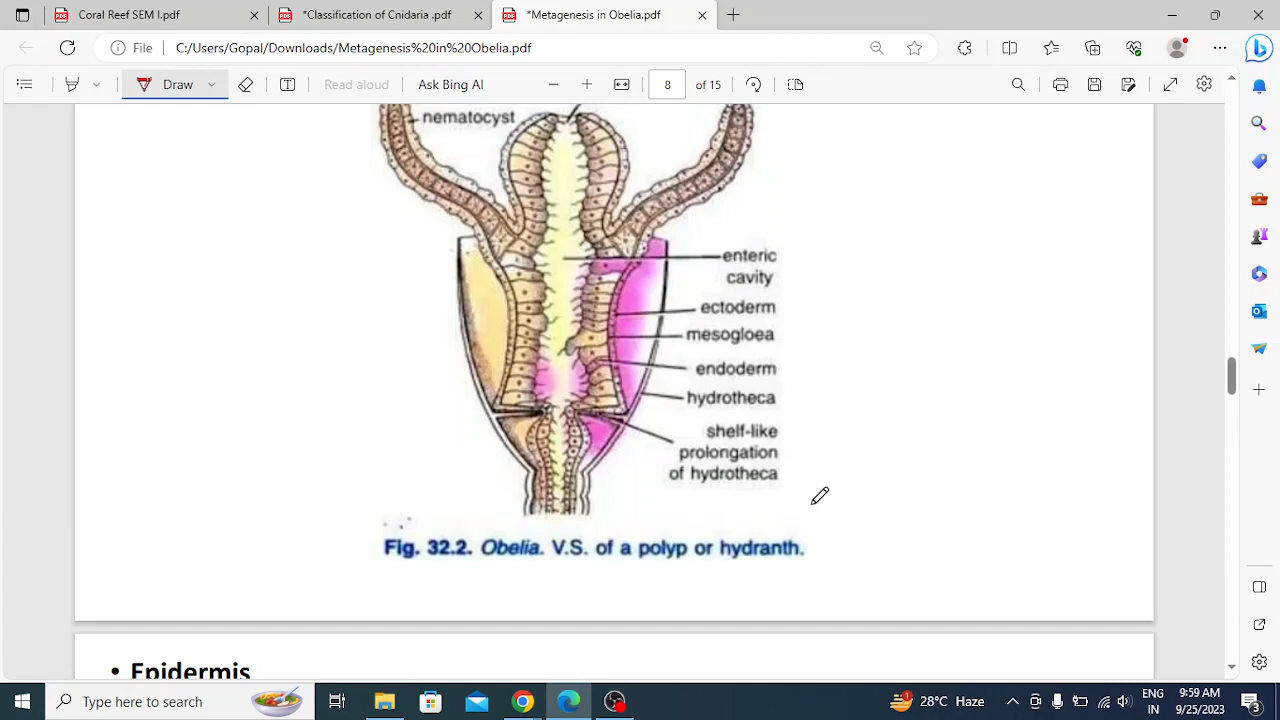 Coral Reef SEM I.pdf
*Classification of Cnidaria.pdf
*Metagenesis in Obelia.pdf
File
C:/Users/Gopal/Downloads/Metagenesis%20in%20Obelia.pdf
Draw
Read aloud
Ask Bing AI
8
of 15
nematocyst
enteric
cavity
ectoderm
mesogloea
endoderm
hydrotheca
shelf-like
prolongation
of hydrotheca
Fig. 32.2. Obelia. V.S. of a polyp or hydranth.
• Epidermis
Type here to search
1
28°C Haze
ENG
IN
9:59 AM
9/25/2023
3